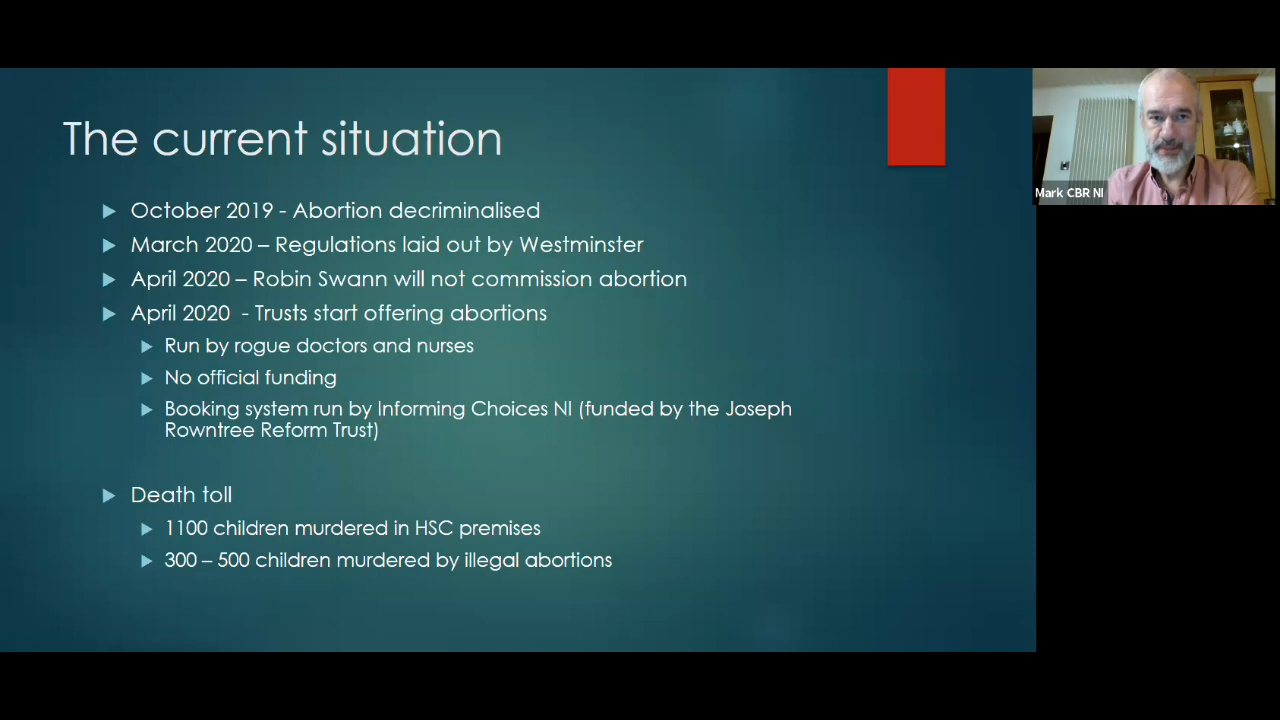 The current situation
October 2019 - Abortion decriminalised
March 2020 – Regulations laid out by Westminster
April 2020 – Robin Swann will not commission abortion
April 2020  - Trusts start offering abortions
Run by rogue doctors and nurses
No official funding
Booking system run by Informing Choices NI (funded by the Joseph
Rowntree Reform Trust)
Death toll
1100 children murdered in HSC premises
300 – 500 children murdered by illegal abortions
Mark CBR NI